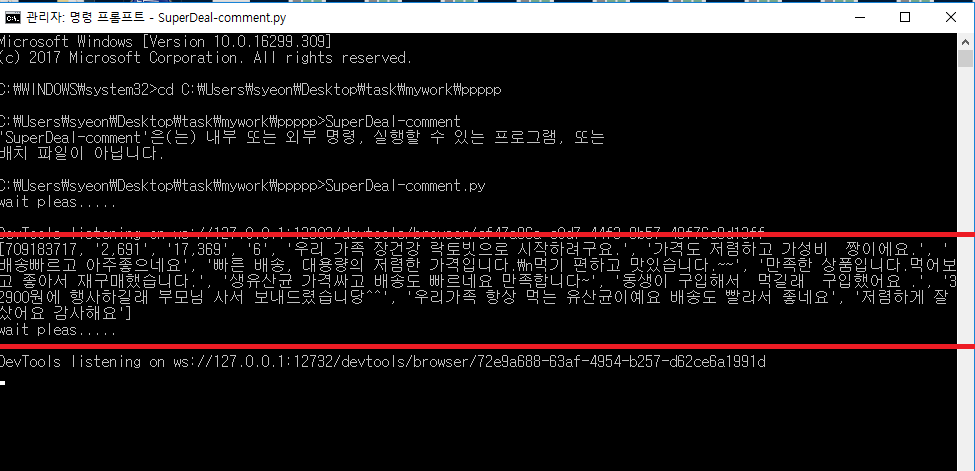 관리자: 명령 프롬프트 - SuperDeal-comment.py
Microsoft Windows [Version 10.0.16299.309]
(c) 2017 Microsoft Corporation. All rights reserved.
C:₩WINDOWS₩system32>cd C:₩Users₩syeon₩Desktop₩task₩mywork₩ppppp
C:₩Users₩syeon₩Desktop₩task₩mywork₩ppppp>SuperDeal-comment
'SuperDeal-comment'은(는) 내부 또는 외부 명령, 실행할 수 있는 프로그램, 또는
배치 파일이 아닙니다.
C:₩Users₩syeon₩Desktop₩task₩mywork₩ppppp>SuperDeal-comment.py
wait pleas.....
DevTools listening on
[709183717, '2,691', '17,369', '6', '우리 가족 장건강 락토빗으로 시작하려구요.', '가격도 저렴하고 가성비  짱이에요.', '
배송빠르고 아주좋으네요', '빠른 배송, 대용량의 저렴한 가격입니다.₩n먹기 편하고 맛있습니다.~~', '만족한 상품입니다.먹어보
고 좋아서 재구매했습니다.', '생유산균 가격싸고 배송도 빠르네요 만족합니다~', '동생이 구입해서  먹길래  구입했어요 .', '3
2900원에 행사하길래 부모님 사서 보내드렸습니당^^', '우리가족 항상 먹는 유산균이예요 배송도 빨라서 좋네요', '저렴하게 잘
샀어요 감사해요']
wait pleas.....
DevTools listening on ws://127.0.0.1:12732/devtools/browser/72e9a688-63af-4954-b257-d62ce6a1991d